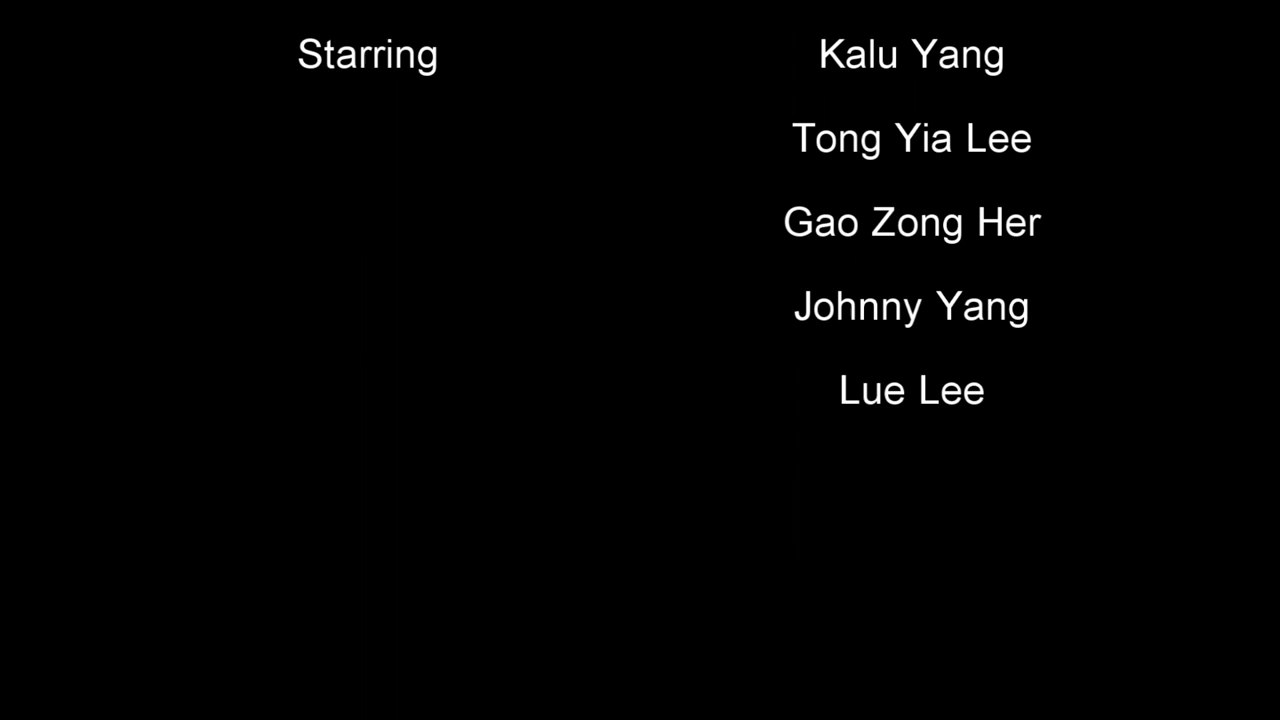 Starring Kalu Yang
Tong Yia Lee
Gao Zong Her
Johnny Yang
Lue Lee